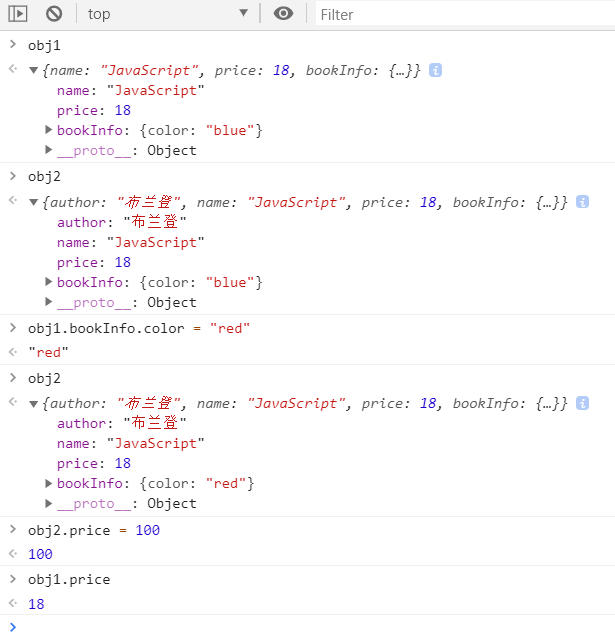 top
Filter
obj1
{name: "JavaScript", price: 18, bookInfo: {…}}
name: "JavaScript"
price: 18
bookInfo: {color: "blue"}
__proto__: Object
obj2
{author: "布兰登", name: "JavaScript", price: 18, bookInfo: {…}}
author: "布兰登"
name: "JavaScript"
price: 18
bookInfo: {color: "blue"}
__proto__: Object
obj1.bookInfo.color = "red"
"red"
obj2
{author: "布兰登", name: "JavaScript", price: 18, bookInfo: {…}}
author: "布兰登"
name: "JavaScript"
price: 18
bookInfo: {color: "red"}
__proto__: Object
obj2.price = 100
100
obj1.price
18